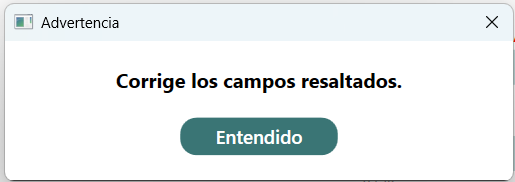 Advertencia
Corrige los campos resaltados.
Entendido